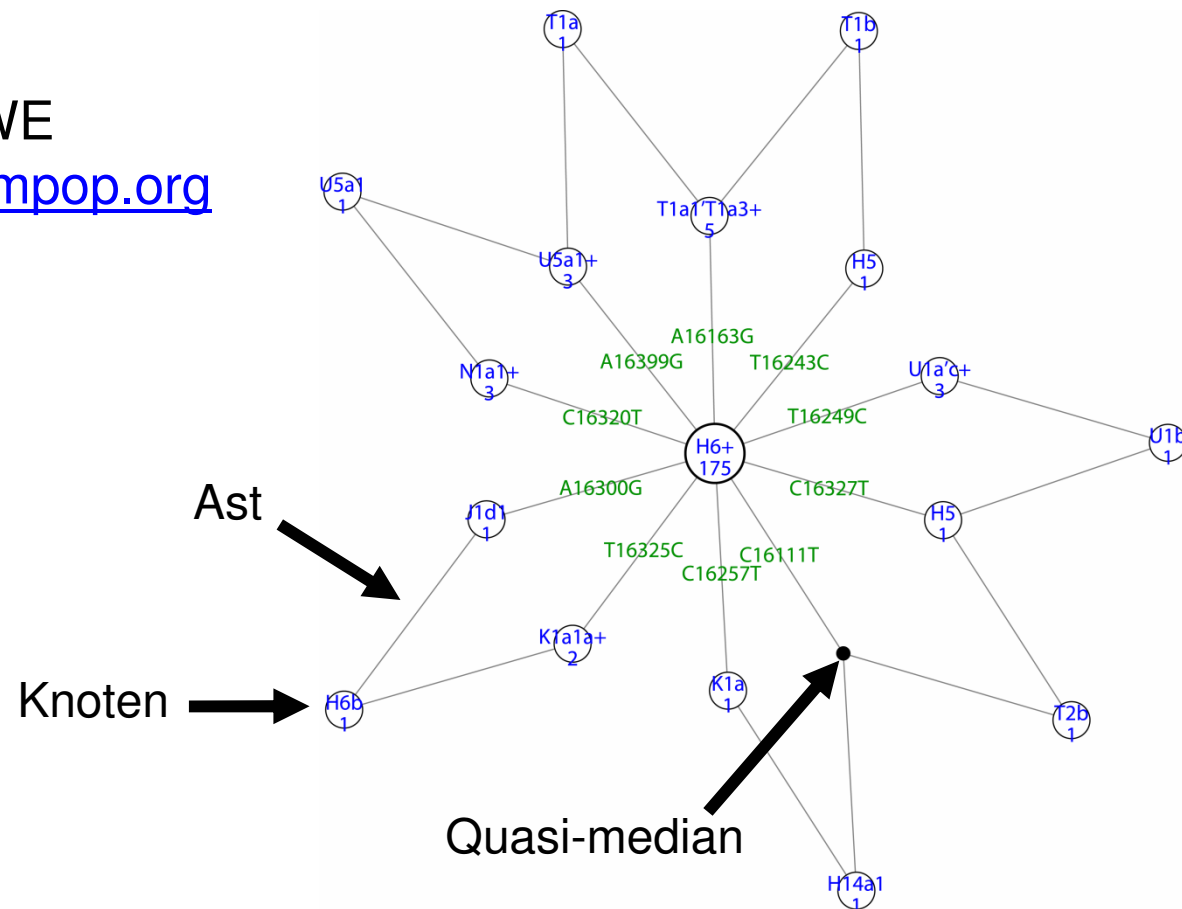 T1a
1
T1b
1
WE
mpop.org
U5a1
1
T1a1'T1a3+
5
U5a1+
3
H5
1
A16163G
A16399G
T16243C
N1a1+
3
U1a'c+
3
C16320T
T16249C
H6+
175
U1b
1
A16300G
C16327T
Ast
J1d1
1
H5
1
T16325C
C16111T
C16257T
K1a1a+
2
Knoten
H6b
1
K1a
1
T2b
1
Quasi-median
H14a1
1